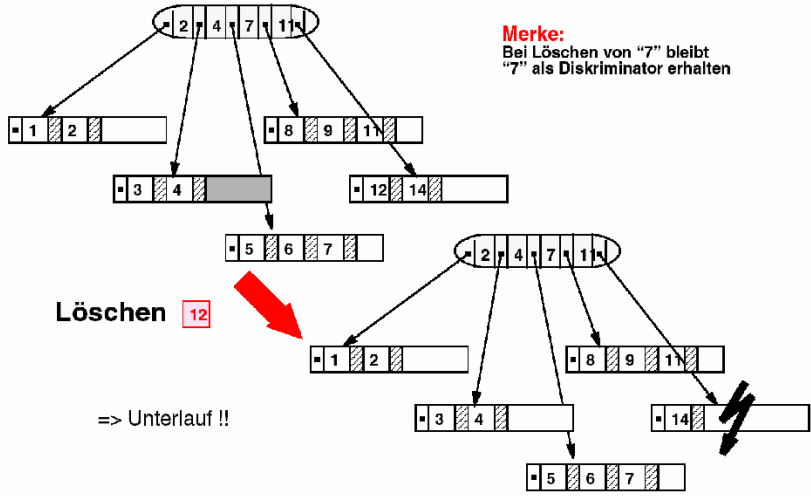 2 4 7 11
Merke:
Bei Löschen von “7” bleibt
“7” als Diskriminator erhalten
1 2
8 9 11
3 4
12 14
5 6 7
2 4 7 11
Löschen 12
1 2
8 9 11
=> Unterlauf !!
3 4
14
5 6 7